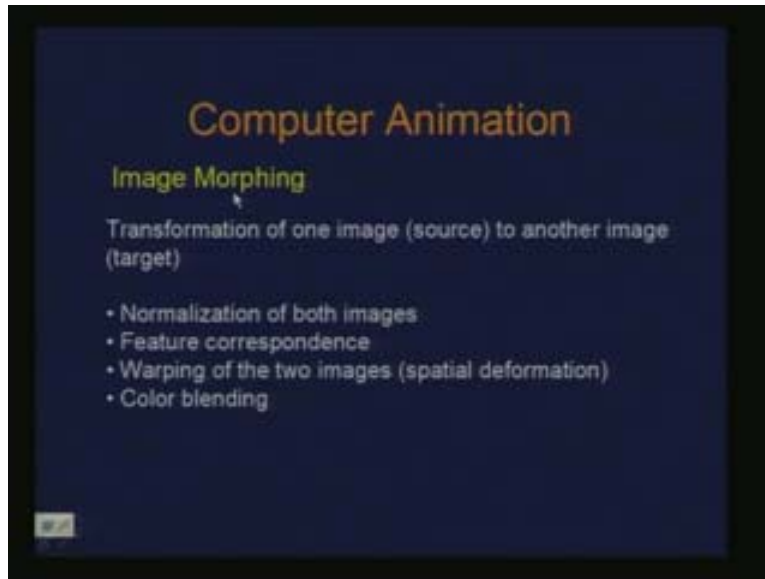 Computer Animation
Image Morphing
Transformation of one image (source) to another image
(target)
• Normalization of both images
• Feature correspondence
• Warping of the two images (spatial deformation)
• Color blending